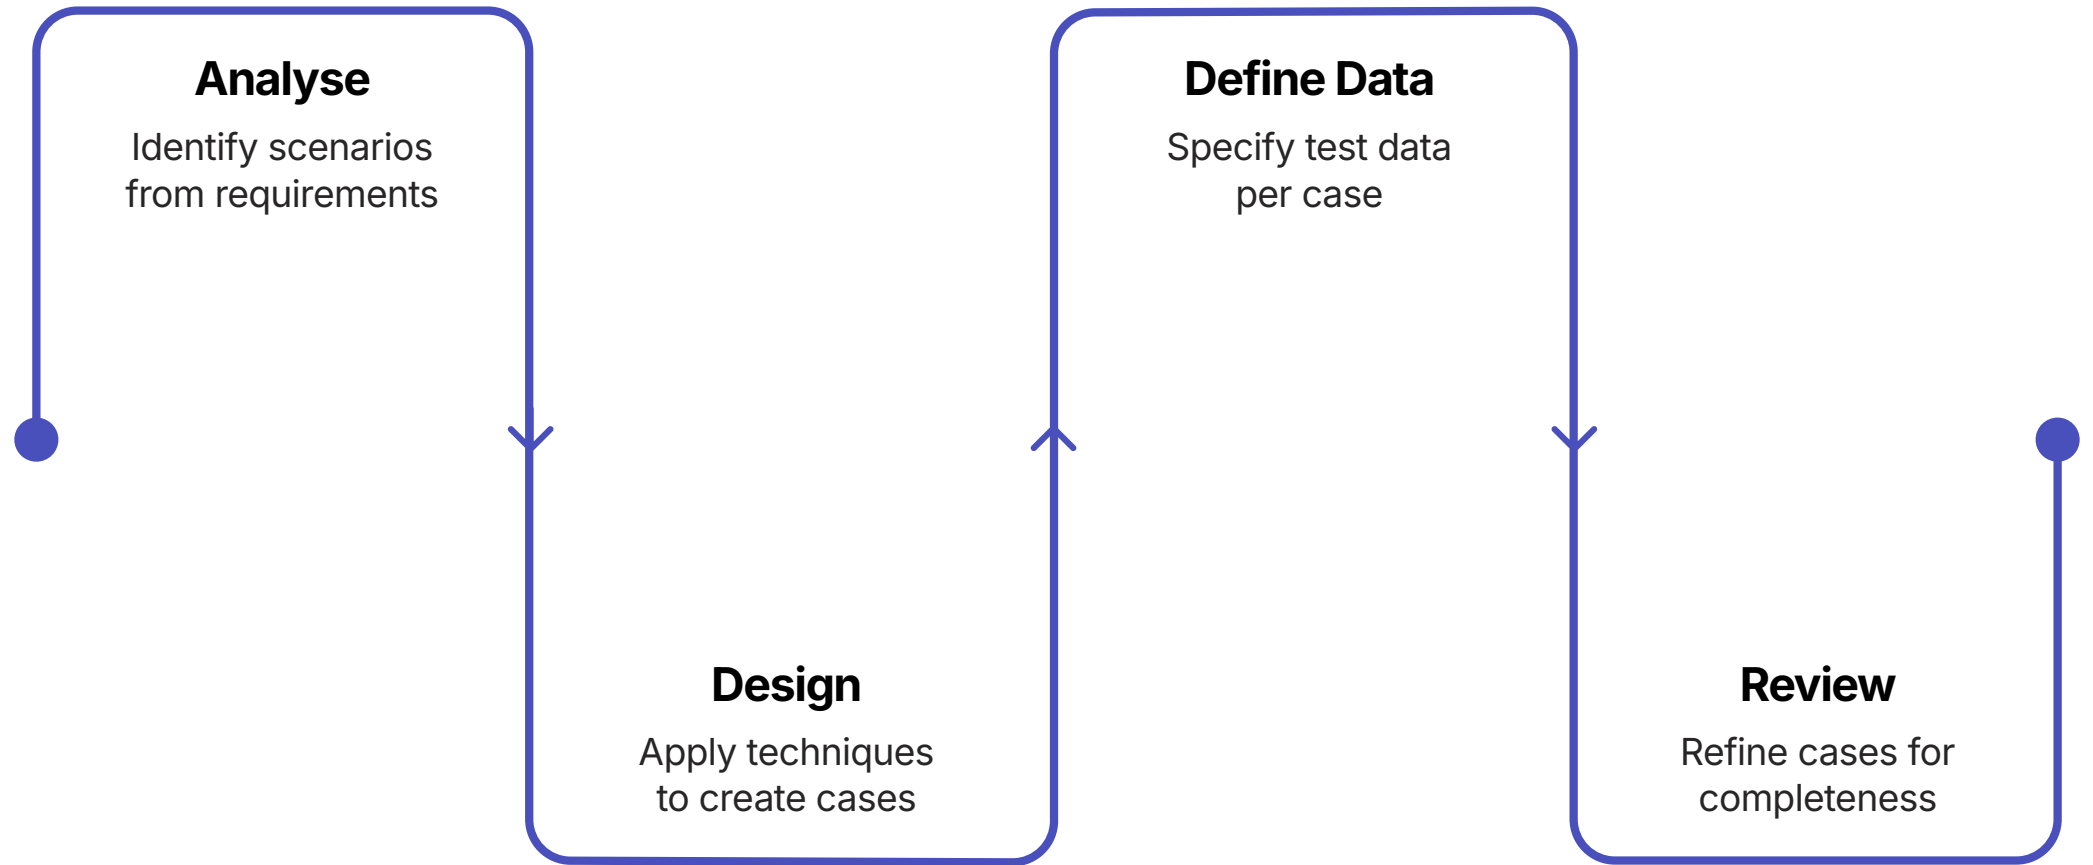 Analyse
Identify scenarios
from requirements
Design
Apply techniques
to create cases
Define Data
Specify test data
per case
Review
Refine cases for
completeness